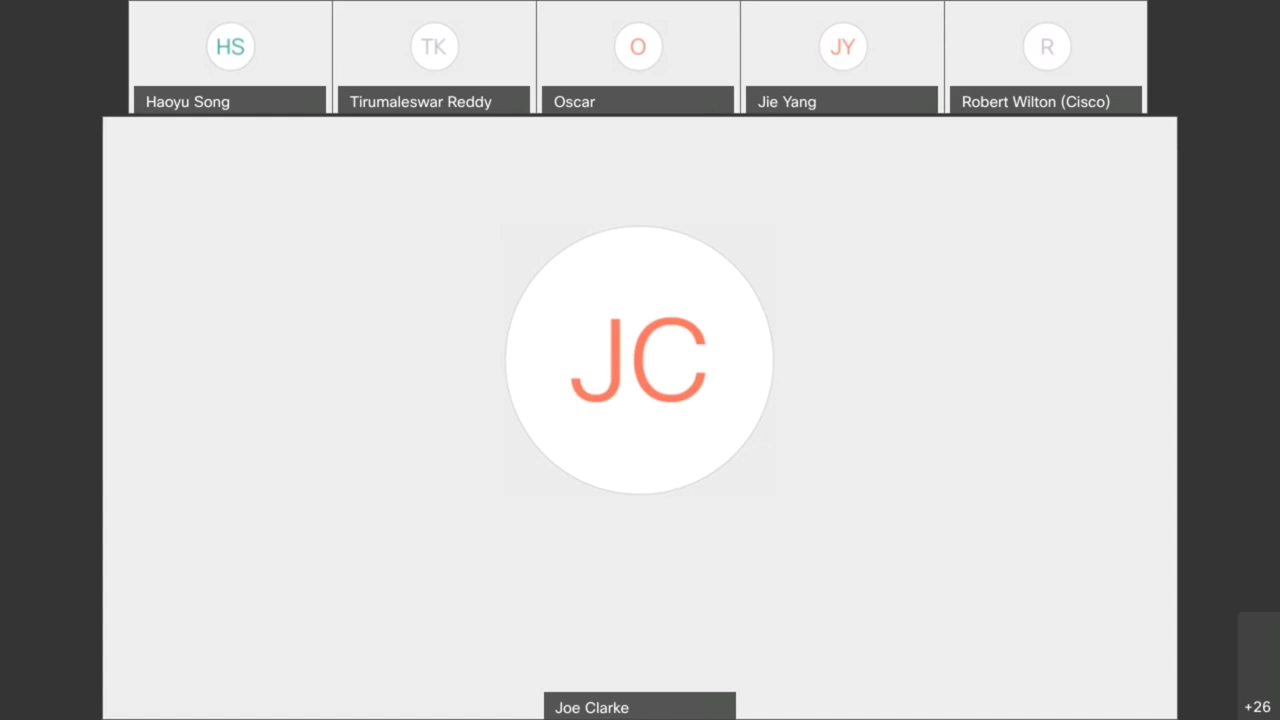 HS
TK
O
JY
R
Haoyu Song
Tirumaleswar Reddy
Oscar
Jie Yang
Robert Wilton (Cisco)
JC
Joe Clarke
+26